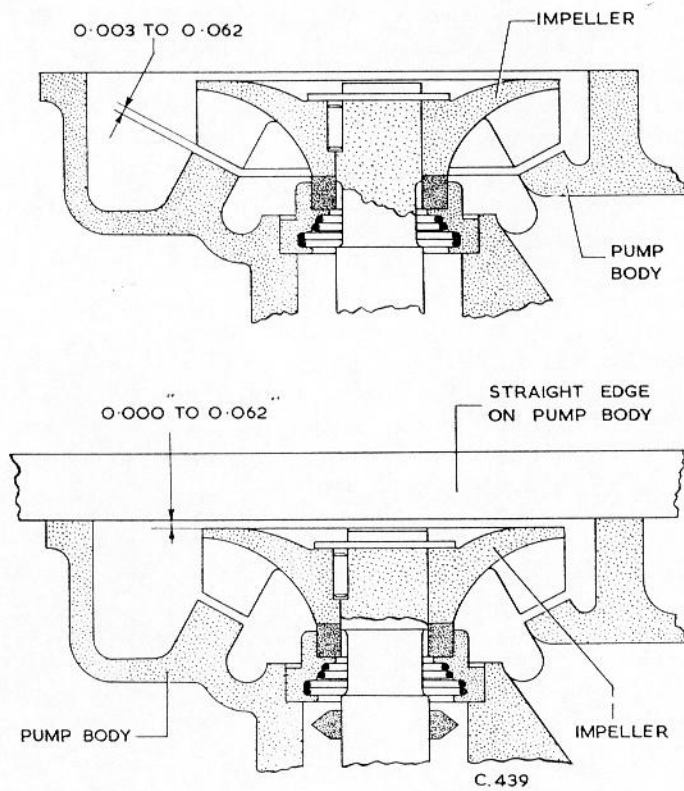 0·003 TO 0·062
IMPELLER
PUMP
BODY
0·000" TO 0·062"
STRAIGHT EDGE
ON PUMP BODY
PUMP BODY
IMPELLER
C.439